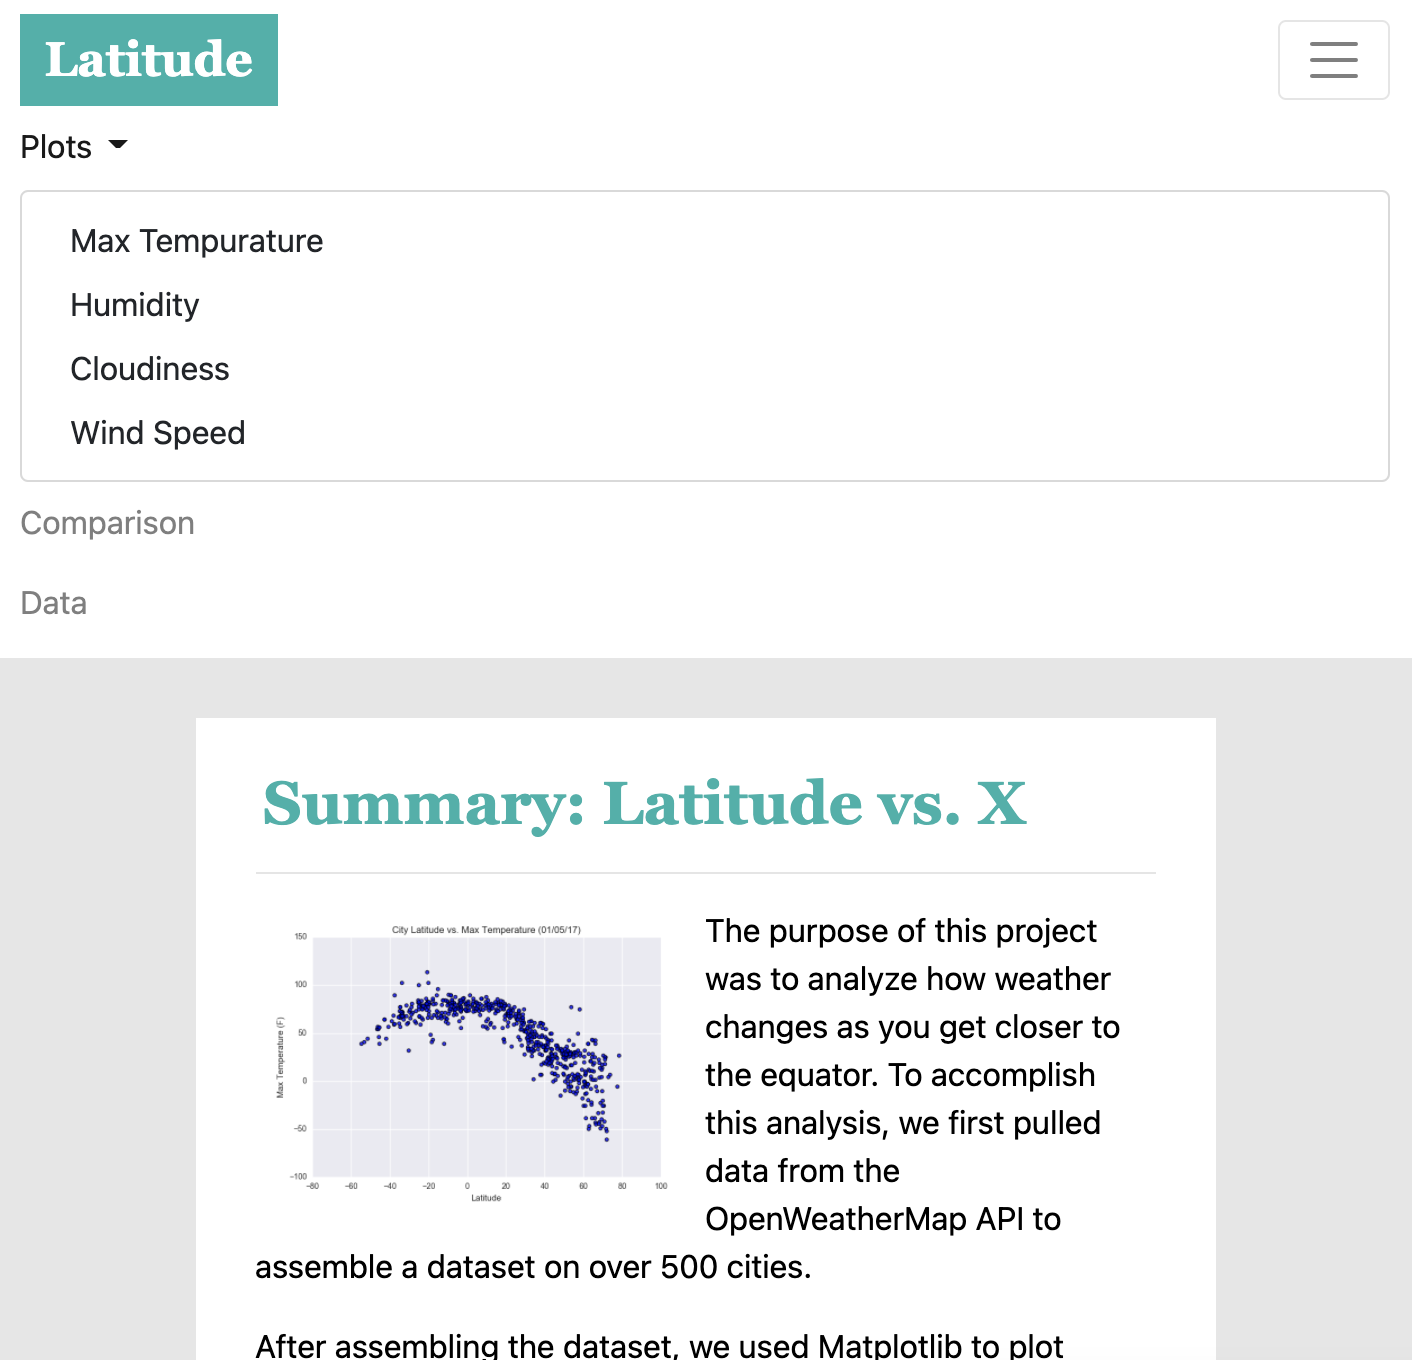 Latitude
Plots
Max Tempurature
Humidity
Cloudiness
Wind Speed
Comparison
Data
Summary: Latitude vs. X
City Latitude vs. Max Temperature (01/05/17)
150
100
50
0
−50
−100
Max Temperature (F)
−80 −60 −40 −20 0 20 40 60 80 100
Latitude
The purpose of this project
was to analyze how weather
changes as you get closer to
the equator. To accomplish
this analysis, we first pulled
data from the
OpenWeatherMap API to
assemble a dataset on over 500 cities.
After assembling the dataset, we used Matplotlib to plot